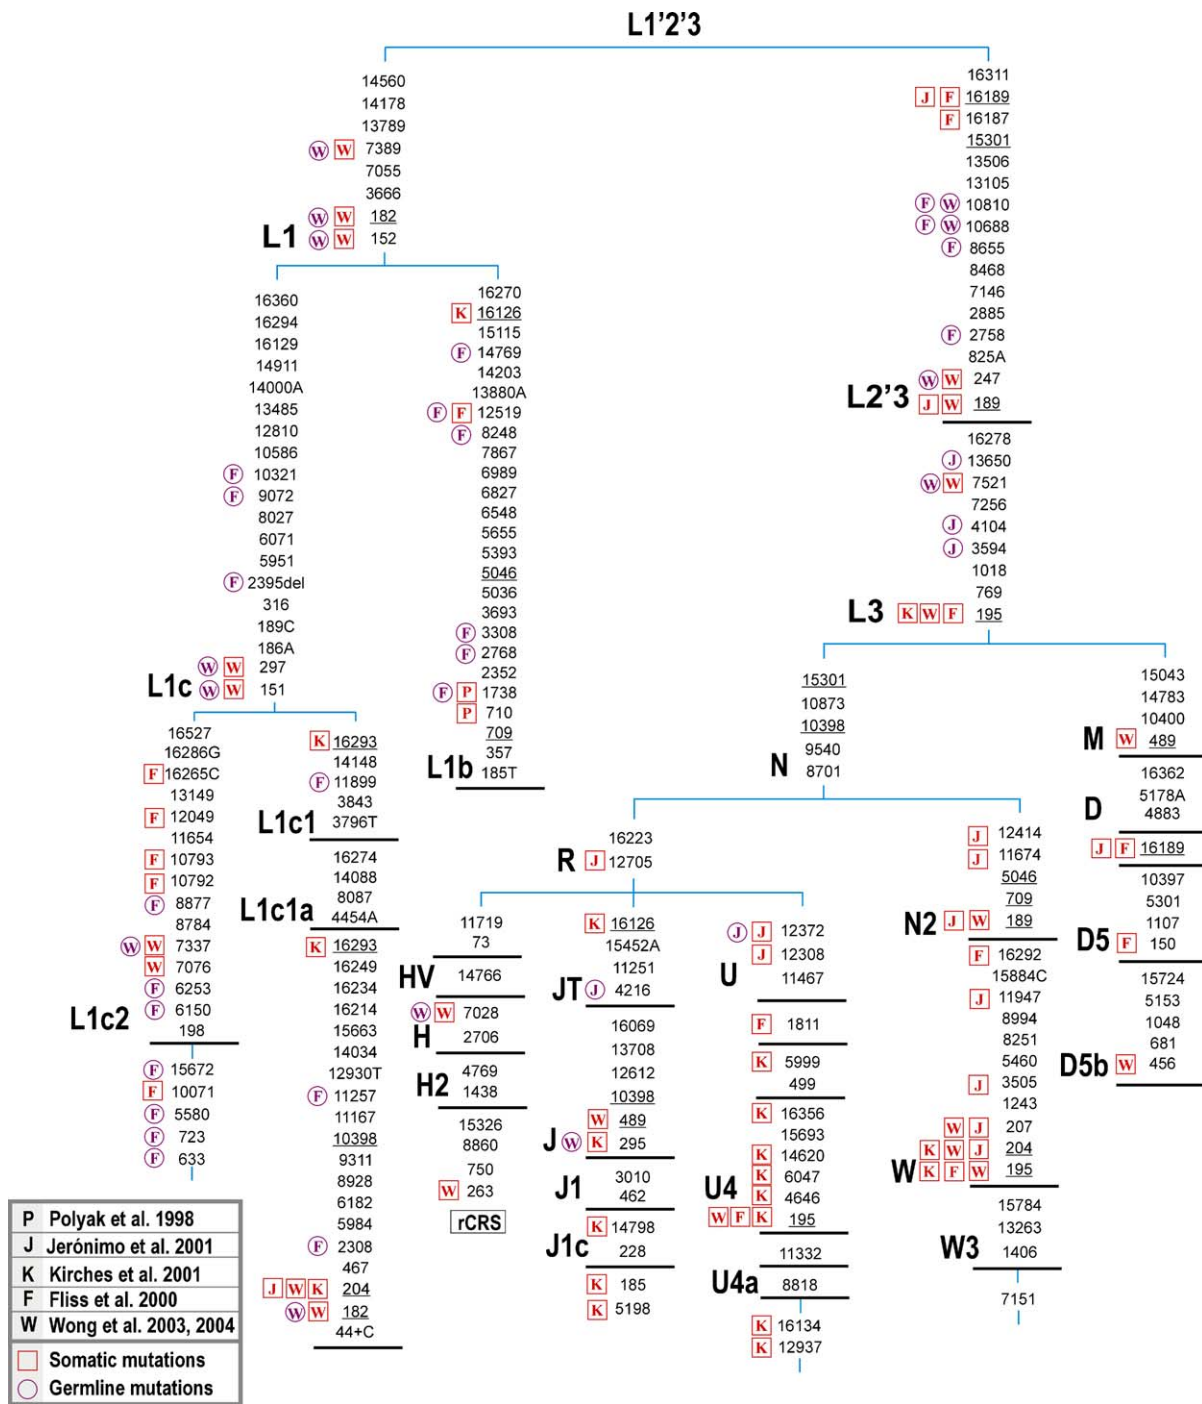 L1'2'3
14560
14178
13789
W W 7389
7055
3666
W W 182
L1 W W 152
16311
J F 16189
F 16187
15301
13506
13105
F W 10810
F W 10688
F 8655
8468
7146
2885
F 2758
825A
W W 247
L2'3 J W 189
16278
J 13650
W W 7521
7256
J 4104
J 3594
1018
769
L3 K W F 195
16360
16294
16129
14911
14000A
13485
12810
10586
F 10321
F 9072
8027
6071
5951
F 2395del
316
189C
186A
W W 297
L1c W W 151
16270
K 16126
15115
F 14769
14203
13880A
F F 12519
F 8248
7867
6989
6827
6548
5655
5393
5046
5036
3693
F 3308
F 2768
2352
F P 1738
P 710
709
357
L1b 185T
16527
16286G
F 16265C
13149
F 12049
11654
F 10793
F 10792
F 8877
8784
W W 7337
W 7076
F 6253
F 6150
L1c2 198
F 15672
F 10071
F 5580
F 723
F 633
K 16293
14148
F 11899
3843
L1c1 3796T
16274
14088
8087
L1c1a 4454A
K 16293
16249
16234
16214
15663
14034
12930T
F 11257
11167
10398
9311
8928
6182
5984
F 2308
467
J W K 204
W W 182
44+C
15301
10873
10398
9540
N 8701
15043
14783
10400
M W 489
16362
5178A
D 4883
J F 16189
10397
5301
1107
D5 F 150
15724
5153
1048
681
D5b W 456
16223
R J 12705
J 12414
J 11674
5046
709
N2 J W 189
F 16292
15884C
J 11947
8994
8251
5460
J 3505
1243
W J 207
K W J 204
W K F W 195
15784
13263
W3 1406
7151
11719
73
HV 14766
W W 7028
H 2706
4769
H2 1438
15326
8860
750
W 263
rCRS
K 16126
15452A
11251
JT J 4216
16069
13708
12612
10398
W 489
J W K 295
3010
J1 462
K 14798
J1c 228
K 185
K 5198
J J 12372
J 12308
U 11467
F 1811
K 5999
499
K 16356
15693
K 14620
K 6047
U4 K 4646
W F K 195
11332
U4a 8818
K 16134
K 12937
P Polyak et al. 1998
J Jerónimo et al. 2001
K Kirches et al. 2001
F Fliss et al. 2000
W Wong et al. 2003, 2004
Somatic mutations
Germline mutations